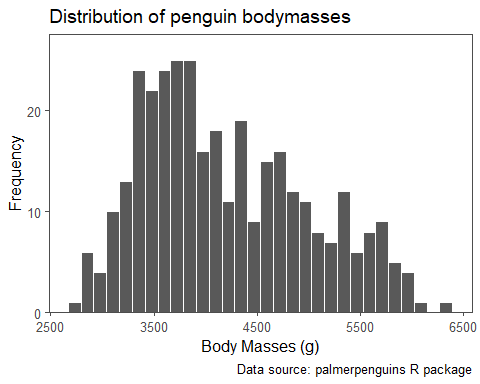 Distribution of penguin bodymasses
Frequency
20
10
0
2500 3500 4500 5500 6500
Body Masses (g)
Data source: palmerpenguins R package